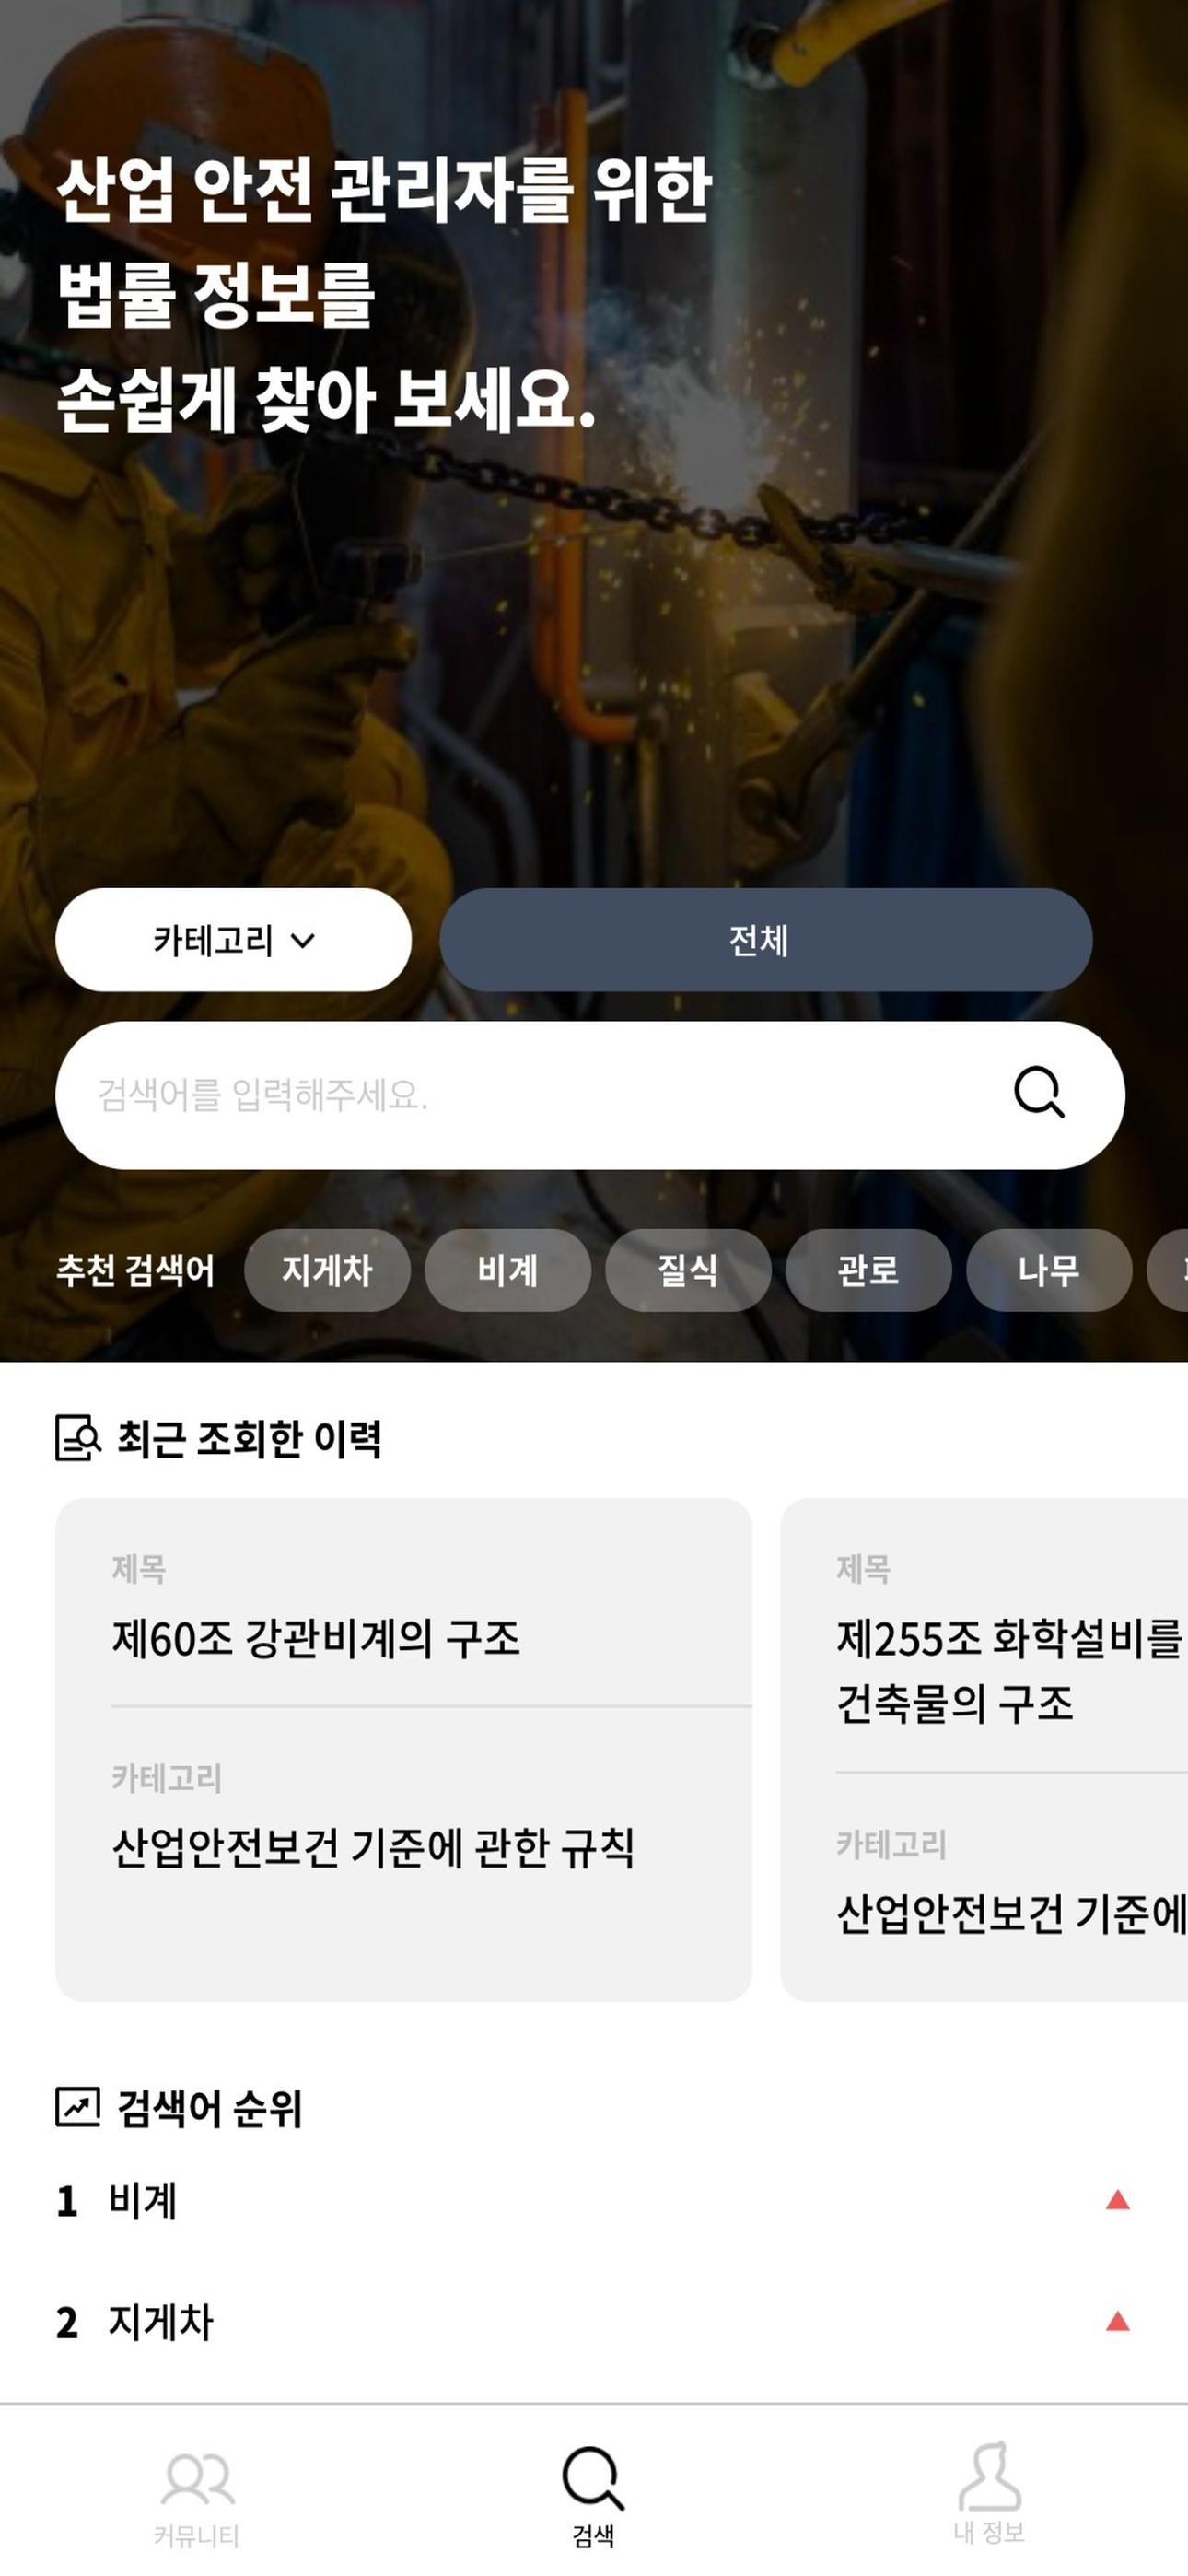 산업 안전 관리자를 위한
법률 정보를
손쉽게 찾아 보세요.
카테고리
전체
검색어를 입력해주세요.
추천 검색어 지게차 비계 질식 관로 나무
최근 조회한 이력
제목
제60조 강관비계의 구조
카테고리
산업안전보건 기준에 관한 규칙
제목
제255조 화학설비를
건축물의 구조
카테고리
산업안전보건 기준에
검색어 순위
1 비계
2 지게차
커뮤니티
검색
내 정보